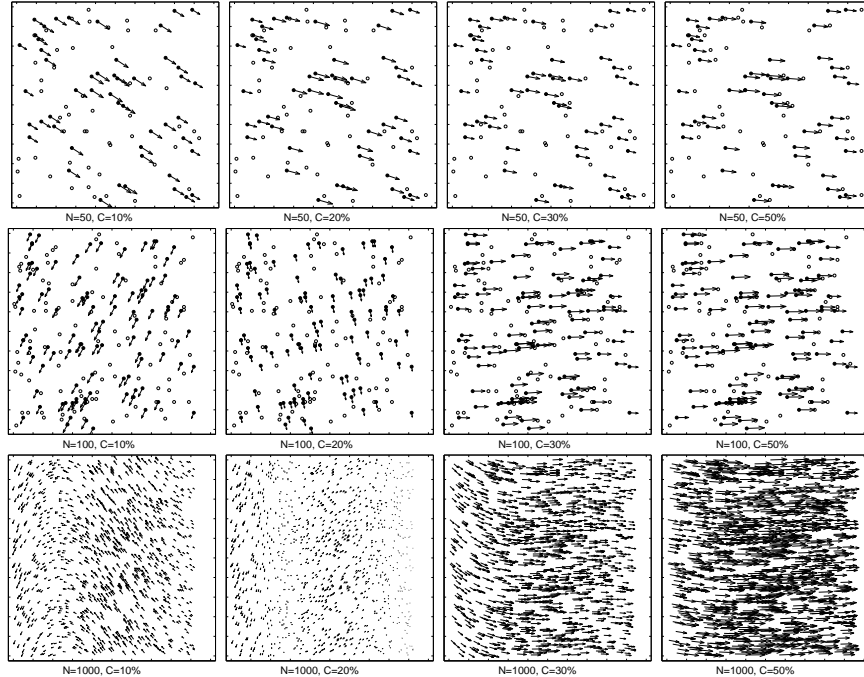 N=50, C=10%
N=50, C=20%
N=50, C=30%
N=50, C=50%
N=100, C=10%
N=100, C=20%
N=100, C=30%
N=100, C=50%
N=1000, C=10%
N=1000, C=20%
N=1000, C=30%
N=1000, C=50%